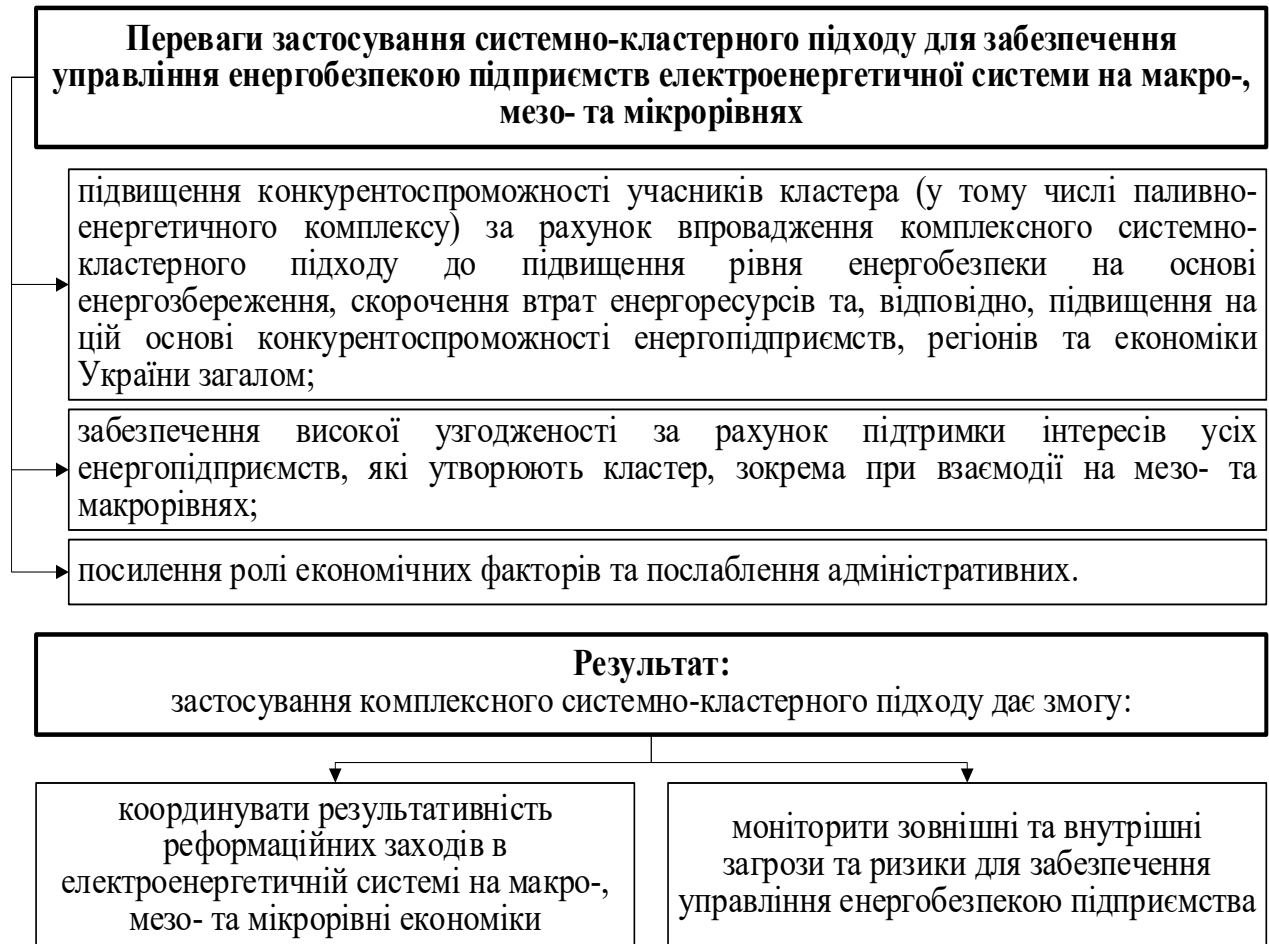 Переваги застосування системно-кластерного підходу для забезпечення
управління енергобезпекою підприємств електроенергетичної системи на макро-,
мезо- та мікрорівнях
підвищення конкурентоспроможності учасників кластера (у тому числі паливно-
енергетичного комплексу) за рахунок впровадження комплексного системно-
кластерного підходу до підвищення рівня енергобезпеки на основі
енергозбереження, скорочення втрат енергоресурсів та, відповідно, підвищення на
цій основі конкурентоспроможності енергопідприємств, регіонів та економіки
України загалом;
забезпечення високої узгодженості за рахунок підтримки інтересів усіх
енергопідприємств, які утворюють кластер, зокрема при взаємодії на мезо- та
макрорівнях;
посилення ролі економічних факторів та послаблення адміністративних.
Результат:
застосування комплексного системно-кластерного підходу дає змогу:
координувати результативність
реформаційних заходів в
електроенергетичній системі на макро-,
мезо- та мікрорівні економіки
моніторити зовнішні та внутрішні
загрози та ризики для забезпечення
управління енергобезпекою підприємства